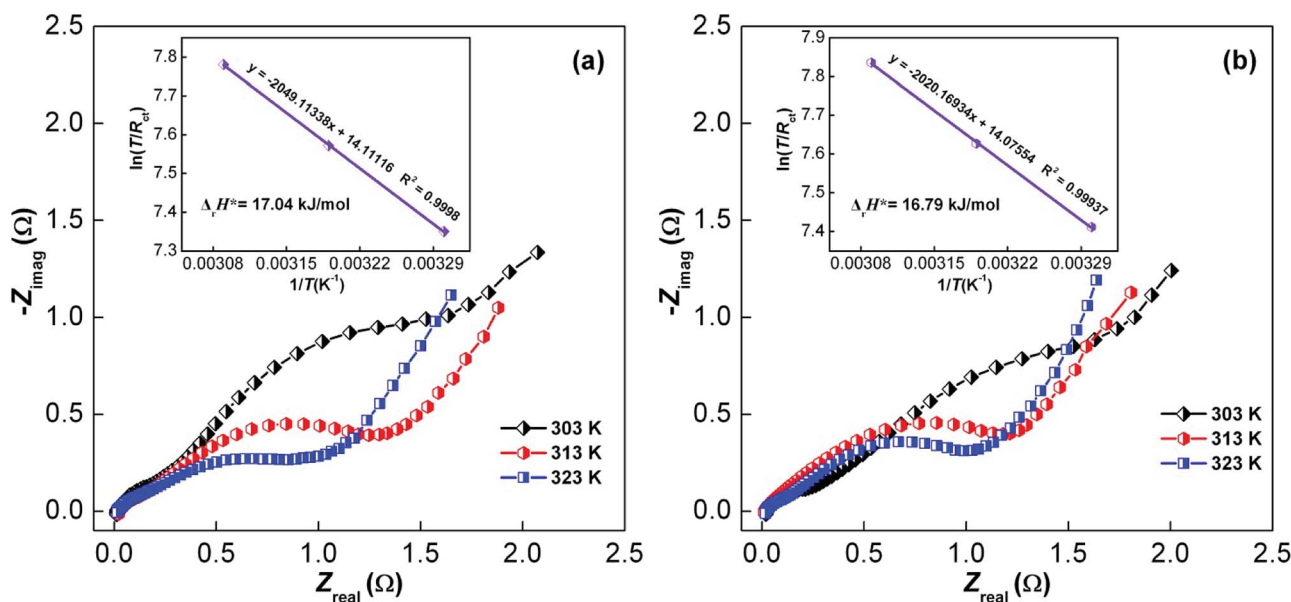 (a)
2.5
2.0
1.5
1.0
0.5
0.0
-Zimag (Ω)
0.0 0.5 1.0 1.5 2.0 2.5
Zreal (Ω)
7.8
7.7
7.6
7.5
7.4
7.3
ln(T/Rct)
y = -2049.11338x + 14.11116 R² = 0.9998
ΔrH*= 17.04 kJ/mol
0.00308 0.00315 0.00322 0.00329
1/T(K⁻¹)
303 K
313 K
323 K
(b)
2.5
2.0
1.5
1.0
0.5
0.0
-Zimag (Ω)
0.0 0.5 1.0 1.5 2.0 2.5
Zreal (Ω)
7.9
7.8
7.7
7.6
7.5
7.4
ln(T/Rct)
y = -2020.16934x + 14.07554 R² = 0.99937
ΔrH*= 16.79 kJ/mol
0.00308 0.00315 0.00322 0.00329
1/T(K⁻¹)
303 K
313 K
323 K